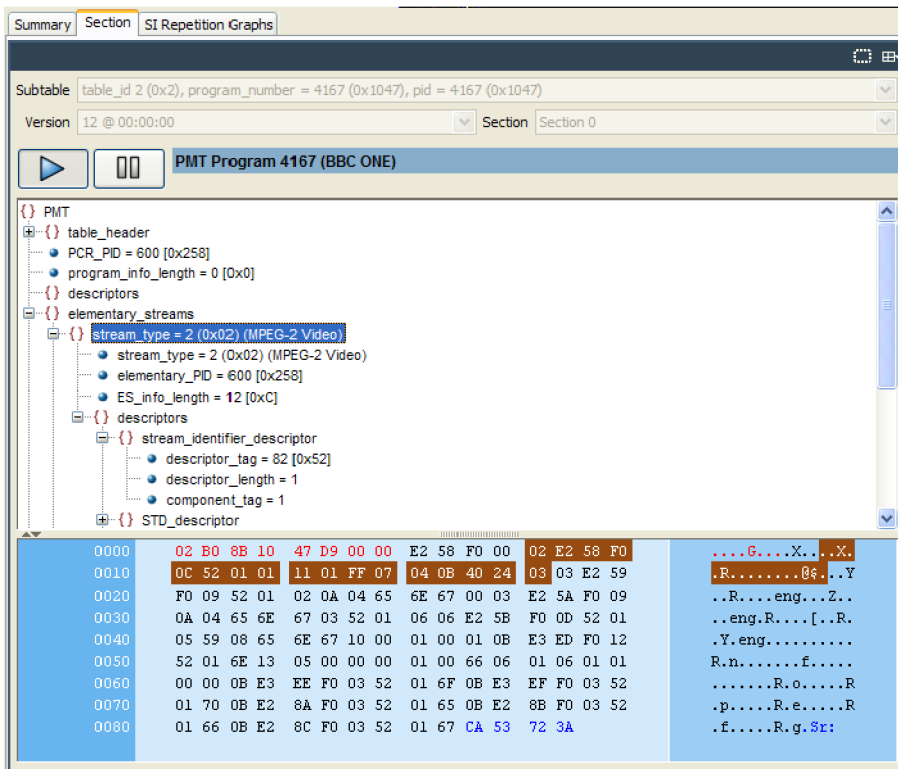 Summary Section SI Repetition Graphs
Subtable table_id 2 (0x2), program_number = 4167 (0x1047), pid = 4167 (0x1047)
Version 12 @ 00:00:00 Section Section 0
PMT Program 4167 (BBC ONE)
{} PMT
{} table_header
PCR_PID = 600 [0x258]
program_info_length = 0 [0x0]
{} descriptors
{} elementary_streams
{} stream_type = 2 (0x02) (MPEG-2 Video)
stream_type = 2 (0x02) (MPEG-2 Video)
elementary_PID = 600 [0x258]
ES_info_length = 12 [0xC]
{} descriptors
{} stream_identifier_descriptor
descriptor_tag = 82 [0x52]
descriptor_length = 1
component_tag = 1
{} STD_descriptor
0000 02 B0 8B 10 47 D9 00 00 E2 58 F0 00 02 E2 58 F0 ....G....X....X.
0010 0C 52 01 01 11 01 FF 07 04 0B 40 24 03 03 E2 59 .R........@$...Y
0020 F0 09 52 01 02 0A 04 65 6E 67 00 03 E2 5A F0 09 ..R....eng...Z..
0030 0A 04 65 6E 67 03 52 01 06 06 E2 5B F0 0D 52 01 ..eng.R....[..R.
0040 05 59 08 65 6E 67 10 00 01 00 01 0B E3 ED F0 12 .Y.eng..........
0050 52 01 6E 13 05 00 00 00 01 00 66 06 01 06 01 01 R.n.......f.....
0060 00 00 0B E3 EE F0 03 52 01 6F 0B E3 EF F0 03 52 .......R.o.....R
0070 01 70 0B E2 8A F0 03 52 01 65 0B E2 8B F0 03 52 .p.....R.e.....R
0080 01 66 0B E2 8C F0 03 52 01 67 CA 53 72 3A .f.....R.g.Sr: